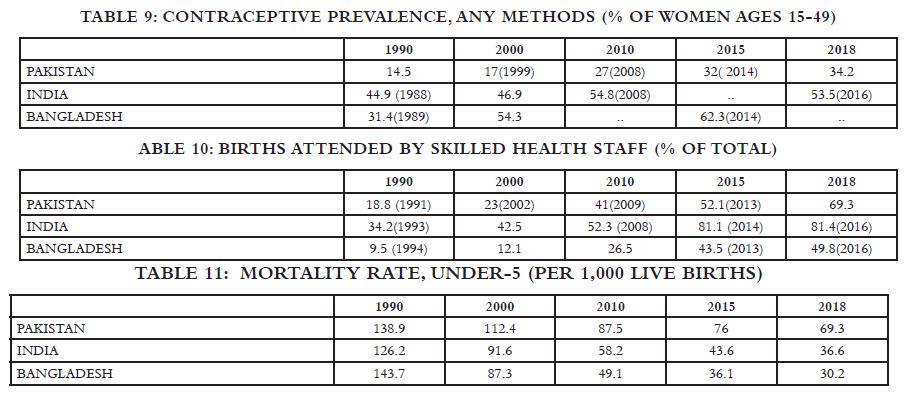 TABLE 9: CONTRACEPTIVE PREVALENCE, ANY METHODS (% OF WOMEN AGES 15-49)
1990 2000 2010 2015 2018
PAKISTAN 14.5 17(1999) 27(2008) 32( 2014) 34.2
INDIA 44.9 (1988) 46.9 54.8(2008) .. 53.5(2016)
BANGLADESH 31.4(1989) 54.3 .. 62.3(2014) ..
ABLE 10: BIRTHS ATTENDED BY SKILLED HEALTH STAFF (% OF TOTAL)
1990 2000 2010 2015 2018
PAKISTAN 18.8 (1991) 23(2002) 41(2009) 52.1(2013) 69.3
INDIA 34.2(1993) 42.5 52.3 (2008) 81.1 (2014) 81.4(2016)
BANGLADESH 9.5 (1994) 12.1 26.5 43.5 (2013) 49.8(2016)
TABLE 11: MORTALITY RATE, UNDER-5 (PER 1,000 LIVE BIRTHS)
1990 2000 2010 2015 2018
PAKISTAN 138.9 112.4 87.5 76 69.3
INDIA 126.2 91.6 58.2 43.6 36.6
BANGLADESH 143.7 87.3 49.1 36.1 30.2